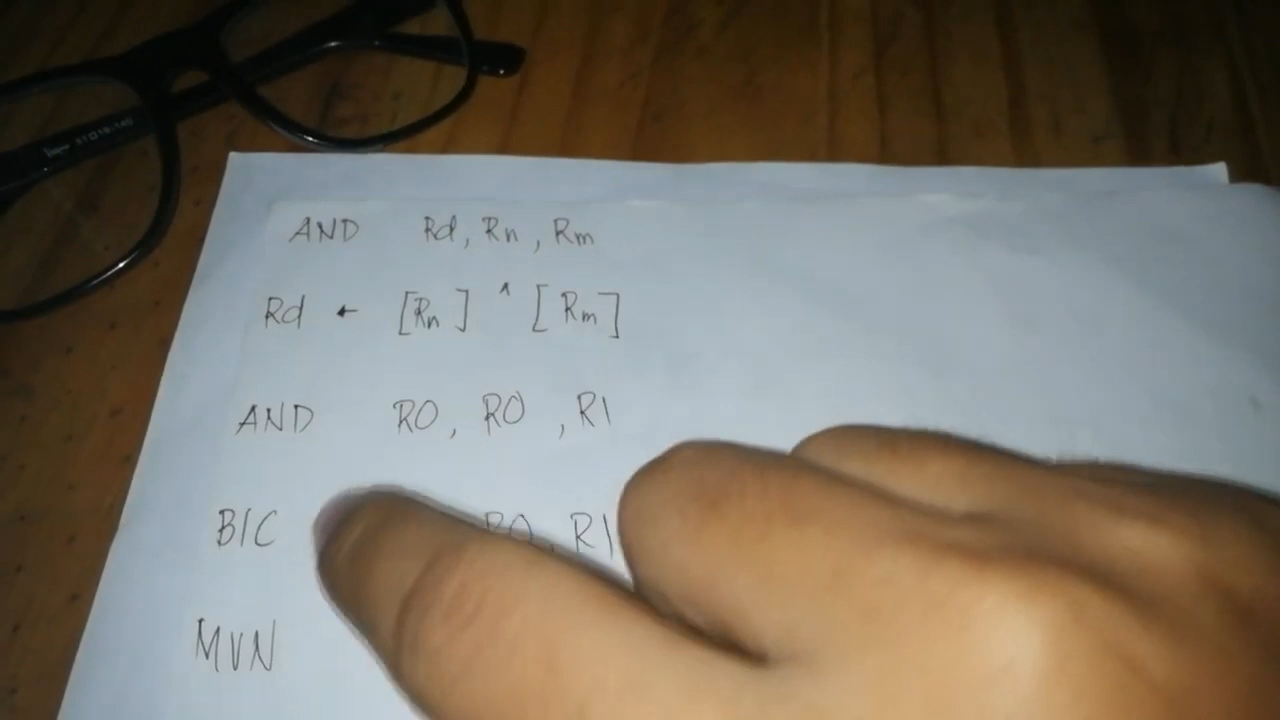 AND Rd, Rn, Rm
Rd ← [Rn] ^ [Rm]
AND R0, R0, R1
BIC R0, R1
MVN